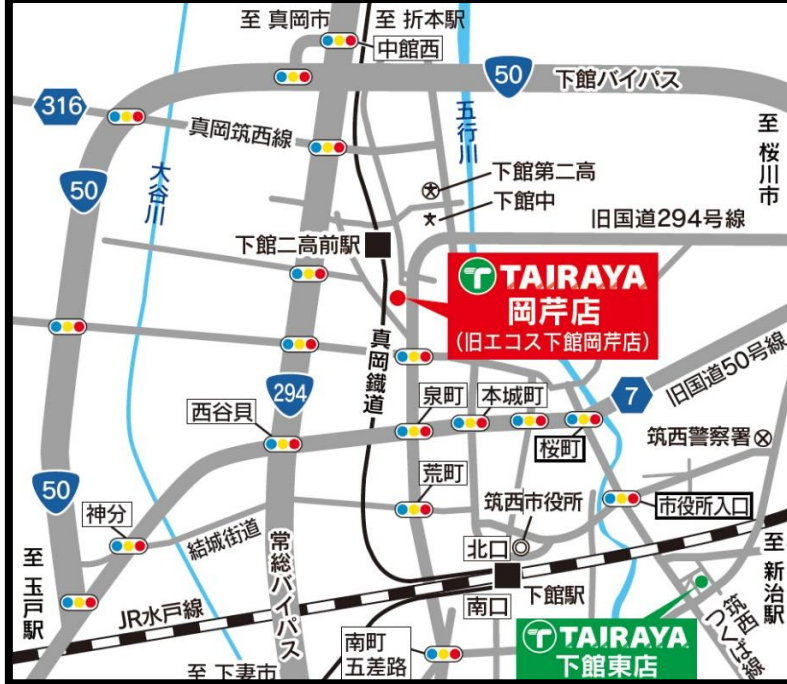 至 真岡市
至 折本駅
中館西
50
下館バイパス
316
真岡筑西線
五行川
至 桜川市
大谷川
50
下館第二高
下館中
旧国道294号線
下館二高前駅
TAIRAYA
岡芹店
(旧エコス下館岡芹店)
真岡鐵道
294
7
旧国道50号線
西谷貝
泉町
本城町
桜町
筑西警察署
50
神分
結城街道
荒町
筑西市役所
市役所入口
北口
至 玉戸駅
常総バイパス
至 新治駅
JR水戸線
南口
下館駅
筑西つくば線
南町
五差路
TAIRAYA
下館東店
至 下妻市